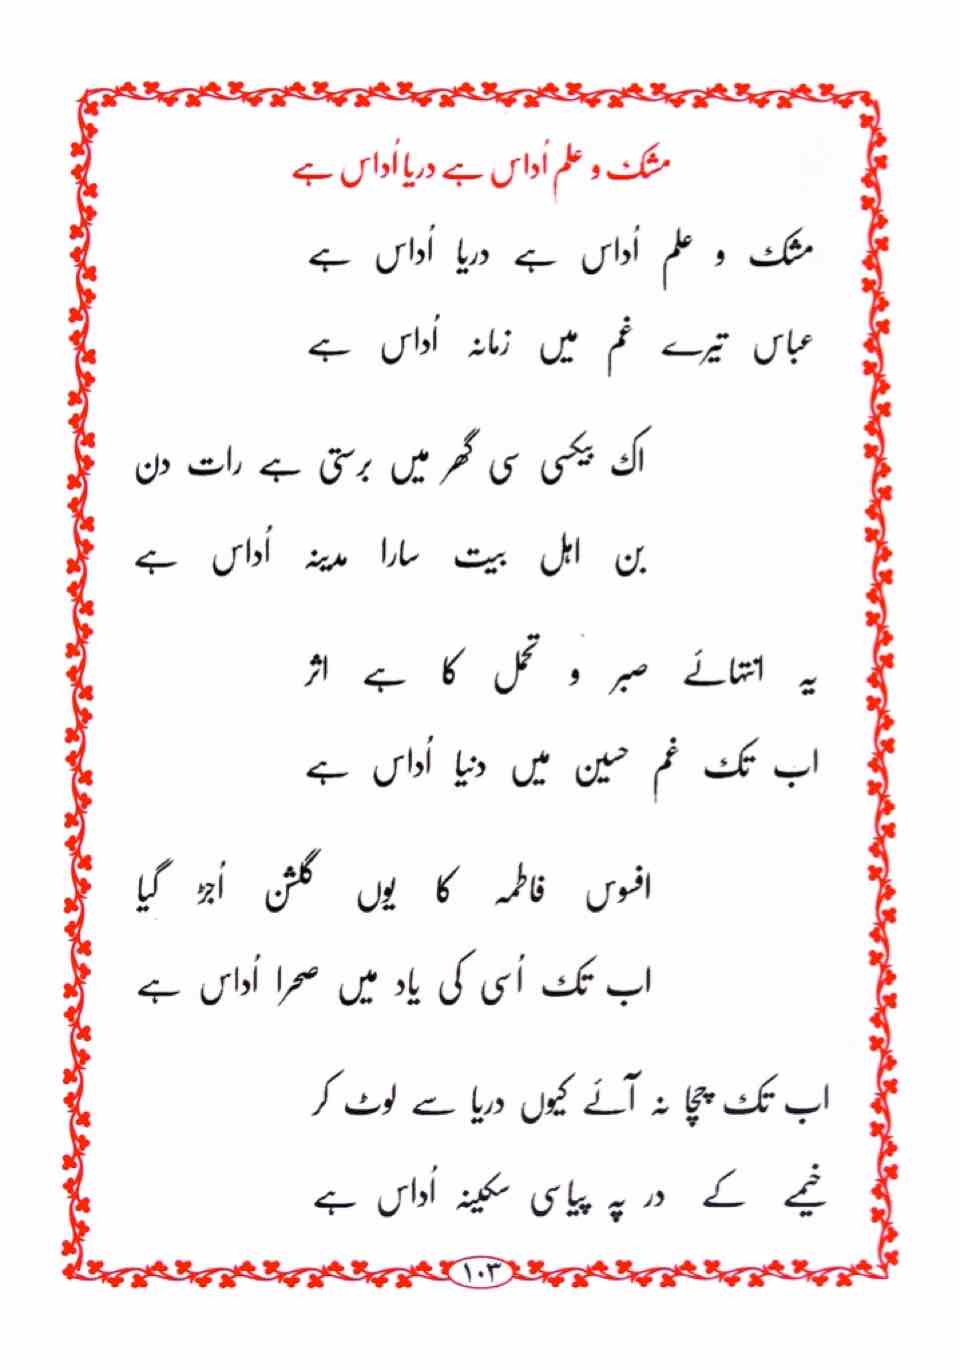 مشک و علم اُداس ہے دریا اُداس ہے
مشک و علم اُداس ہے دریا اُداس ہے
عباس تیرے غم میں زمانہ اُداس ہے
اک بیکسی سی گھر میں برستی ہے رات دن
بن اہل بیت سارا مدینہ اُداس ہے
یہ انتہائے صبر و تحمل کا ہے اثر
اب تک غم حسین میں دنیا اُداس ہے
افسوس فاطمہ کا یوں گلشن اُجڑ گیا
اب تک اُسی کی یاد میں صحرا اُداس ہے
اب تک چچا نہ آئے کیوں دریا سے لوٹ کر
خیمے کے در پہ پیاسی سکینہ اُداس ہے
۱۰۳